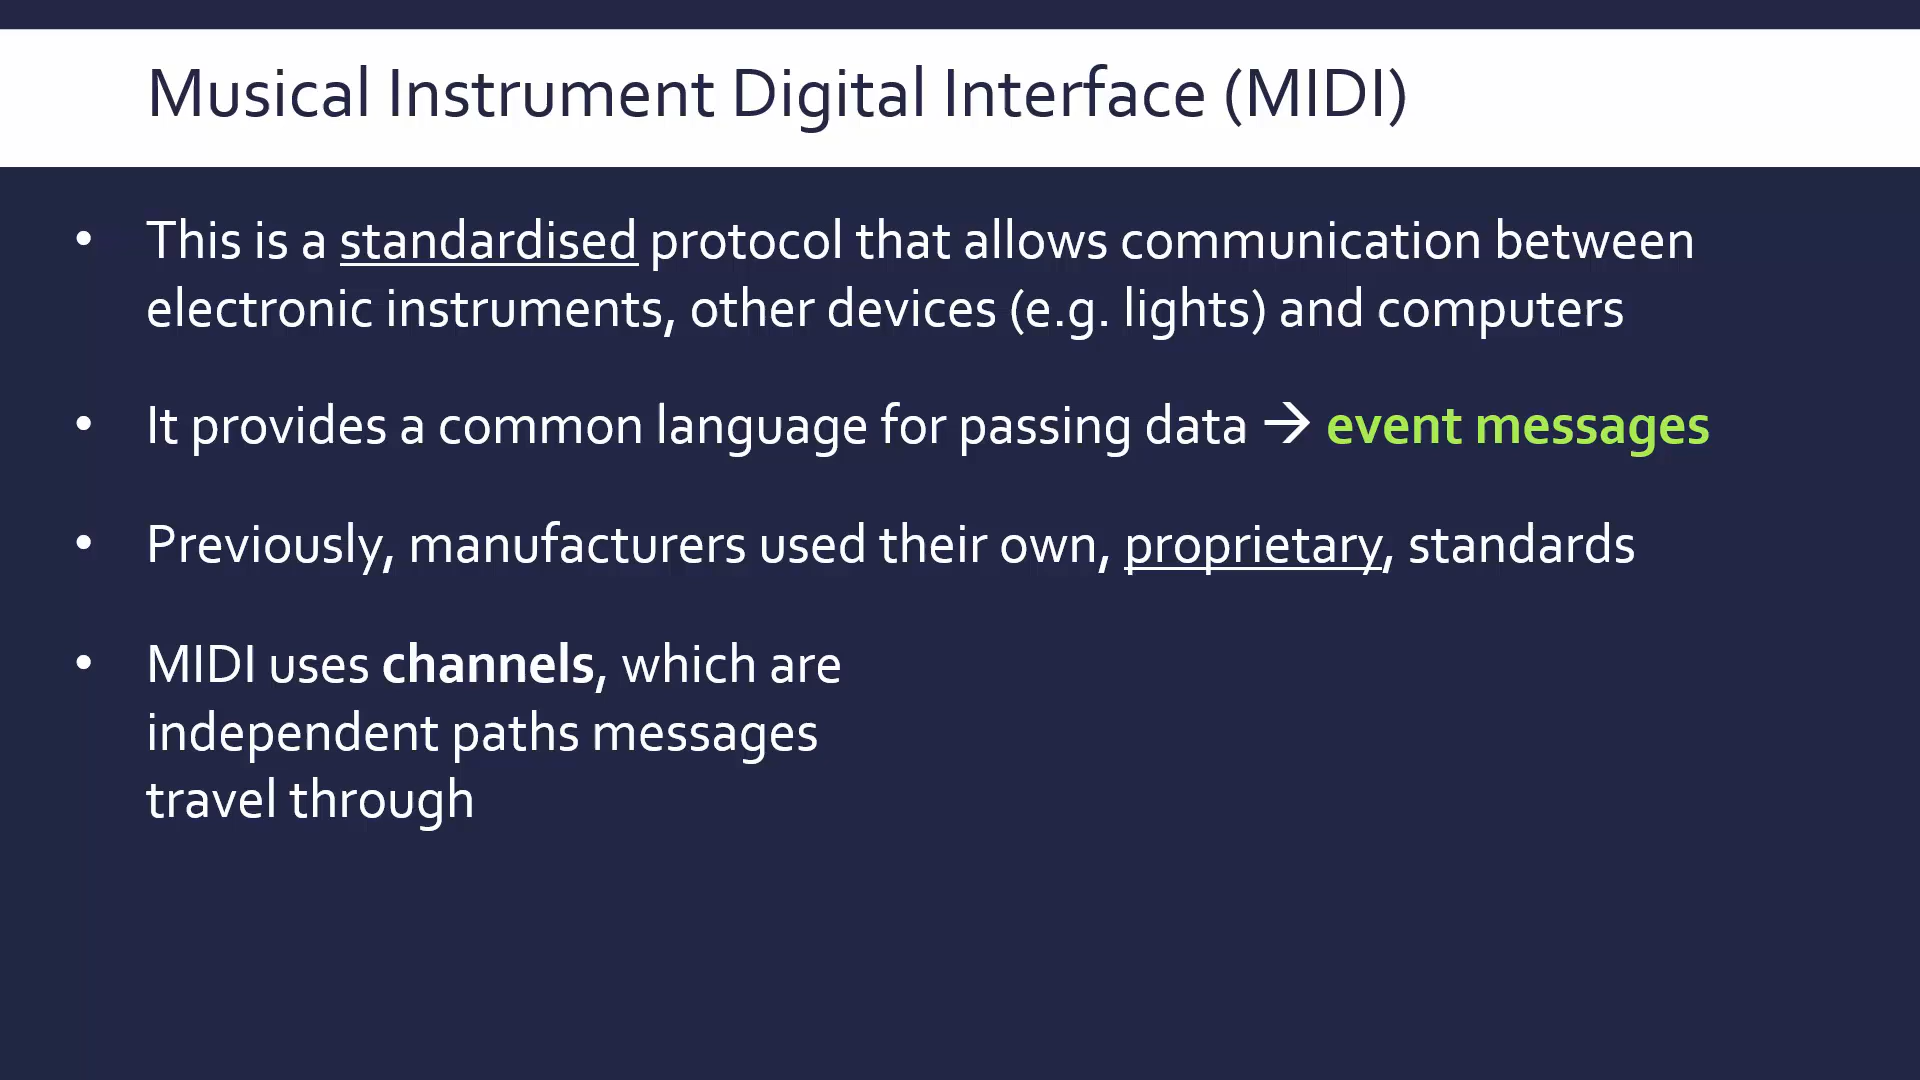 Musical Instrument Digital Interface (MIDI)
• This is a standardised protocol that allows communication between
electronic instruments, other devices (e.g. lights) and computers
• It provides a common language for passing data → event messages
• Previously, manufacturers used their own, proprietary, standards
• MIDI uses channels, which are
independent paths messages
travel through